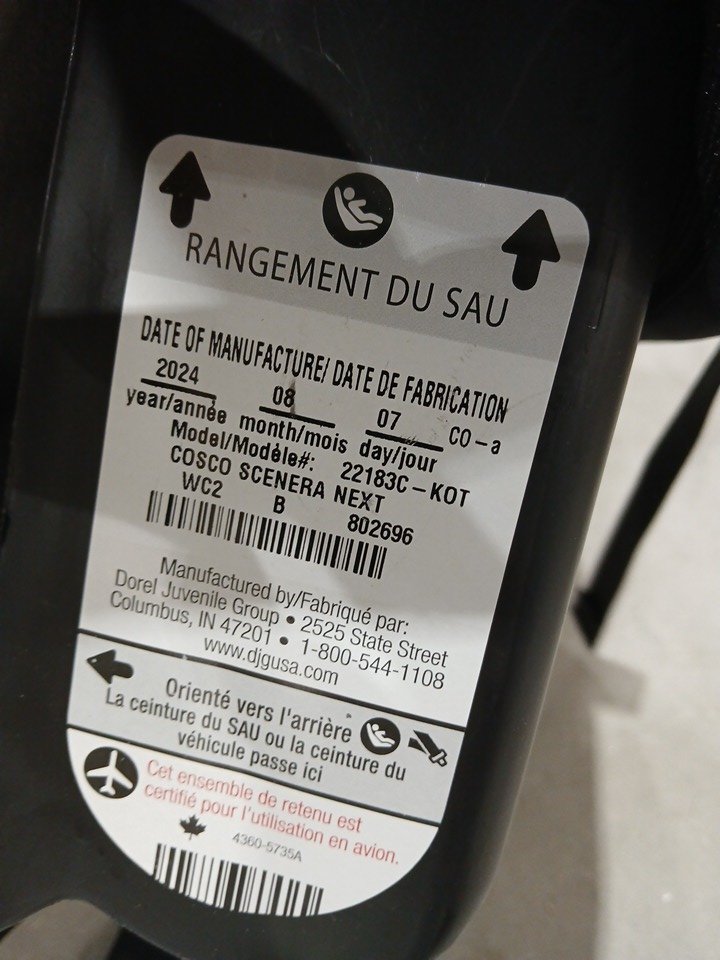 RANGEMENT DU SAU
DATE OF MANUFACTURE/ DATE DE FABRICATION
2024 08 07 CO-a
year/année month/mois day/jour
Model/Modèle#: 22183C-KOT
COSCO SCENERA NEXT
WC2 B 802696
Manufactured by/Fabriqué par:
Dorel Juvenile Group • 2525 State Street
Columbus, IN 47201 • 1-800-544-1108
www.djgusa.com
Orienté vers l'arrière
La ceinture du SAU ou la ceinture du
véhicule passe ici
Cet ensemble de retenu est
certifié pour l'utilisation en avion.
4360-5735A